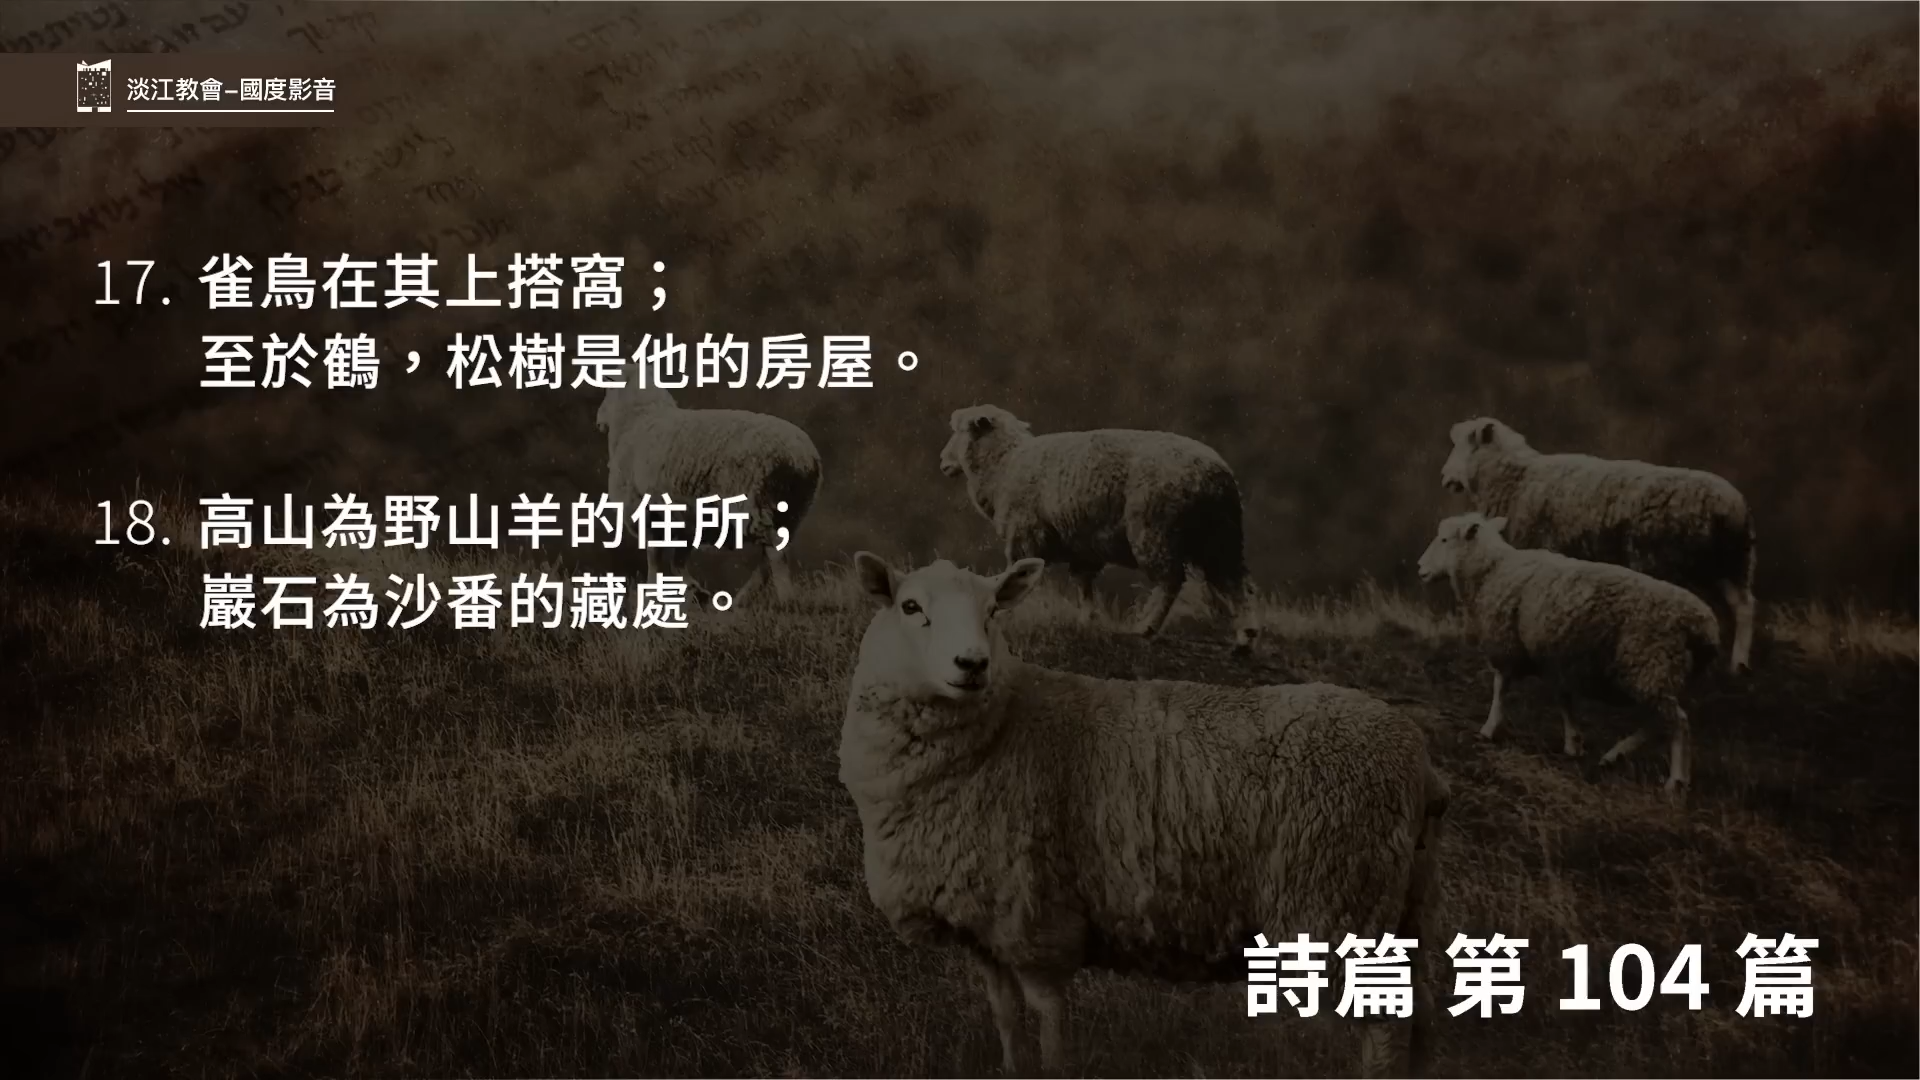 淡江教會–國度影音
17. 雀鳥在其上搭窩；
至於鶴，松樹是他的房屋。
18. 高山為野山羊的住所；
巖石為沙番的藏處。
詩篇 第 104 篇